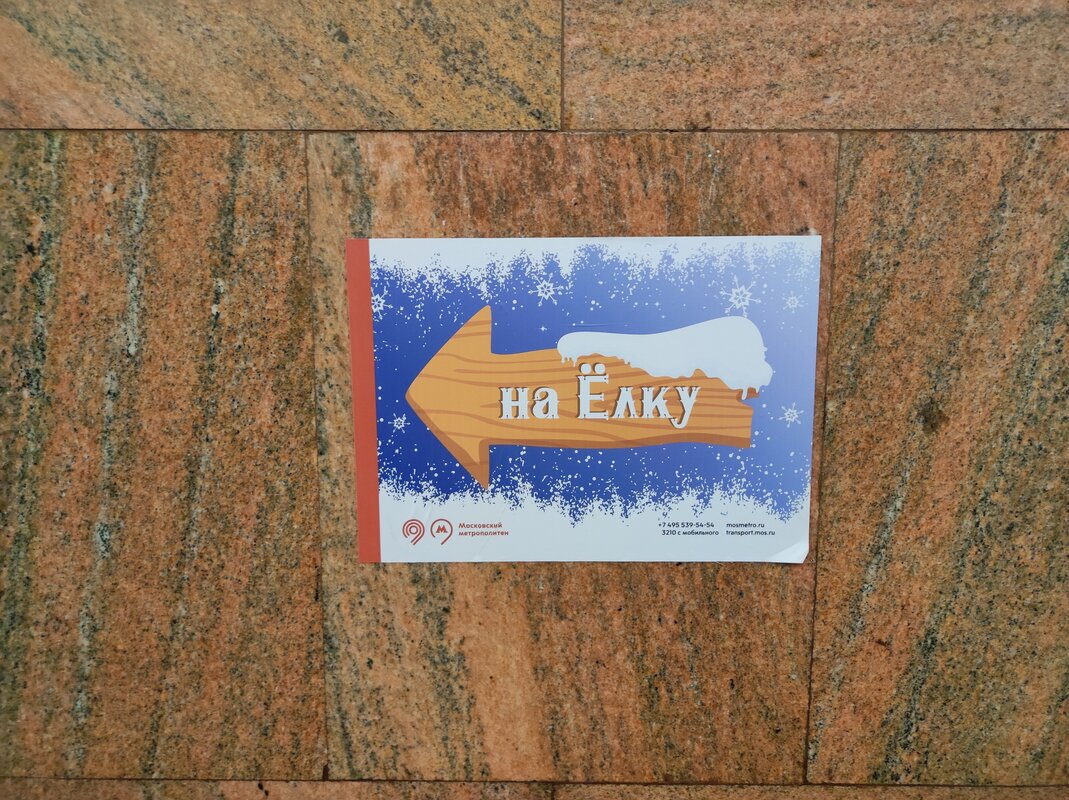 на Ёлку
М
Московский
метрополитен
+7 495 539-54-54
3210 с мобильного
mosmetro.ru
transport.mos.ru